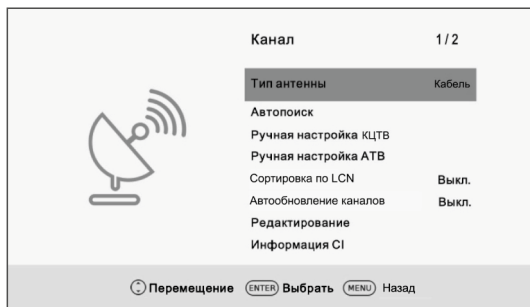 Канал 1/2
Тип антенны Кабель
Автопоиск
Ручная настройка КЦТВ
Ручная настройка АТВ
Сортировка по LCN Выкл.
Автообновление каналов Выкл.
Редактирование
Информация CI
Перемещение ENTER Выбрать MENU Назад